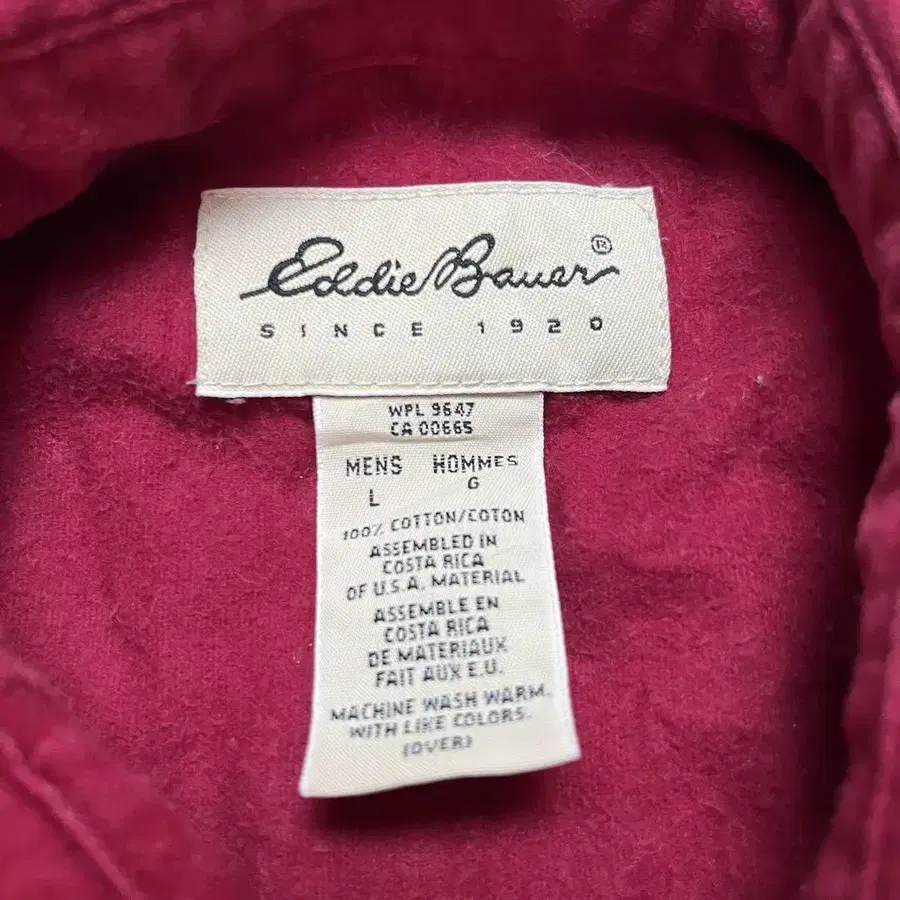 Eddie Bauer®
SINCE 1920
WPL 9647
CA 00665
MENS HOMMES
L G
100% COTTON/COTON
ASSEMBLED IN
COSTA RICA
OF U.S.A. MATERIAL
ASSEMBLE EN
COSTA RICA
DE MATERIAUX
FAIT AUX E.U.
MACHINE WASH WARM.
WITH LIKE COLORS.
(OVER)